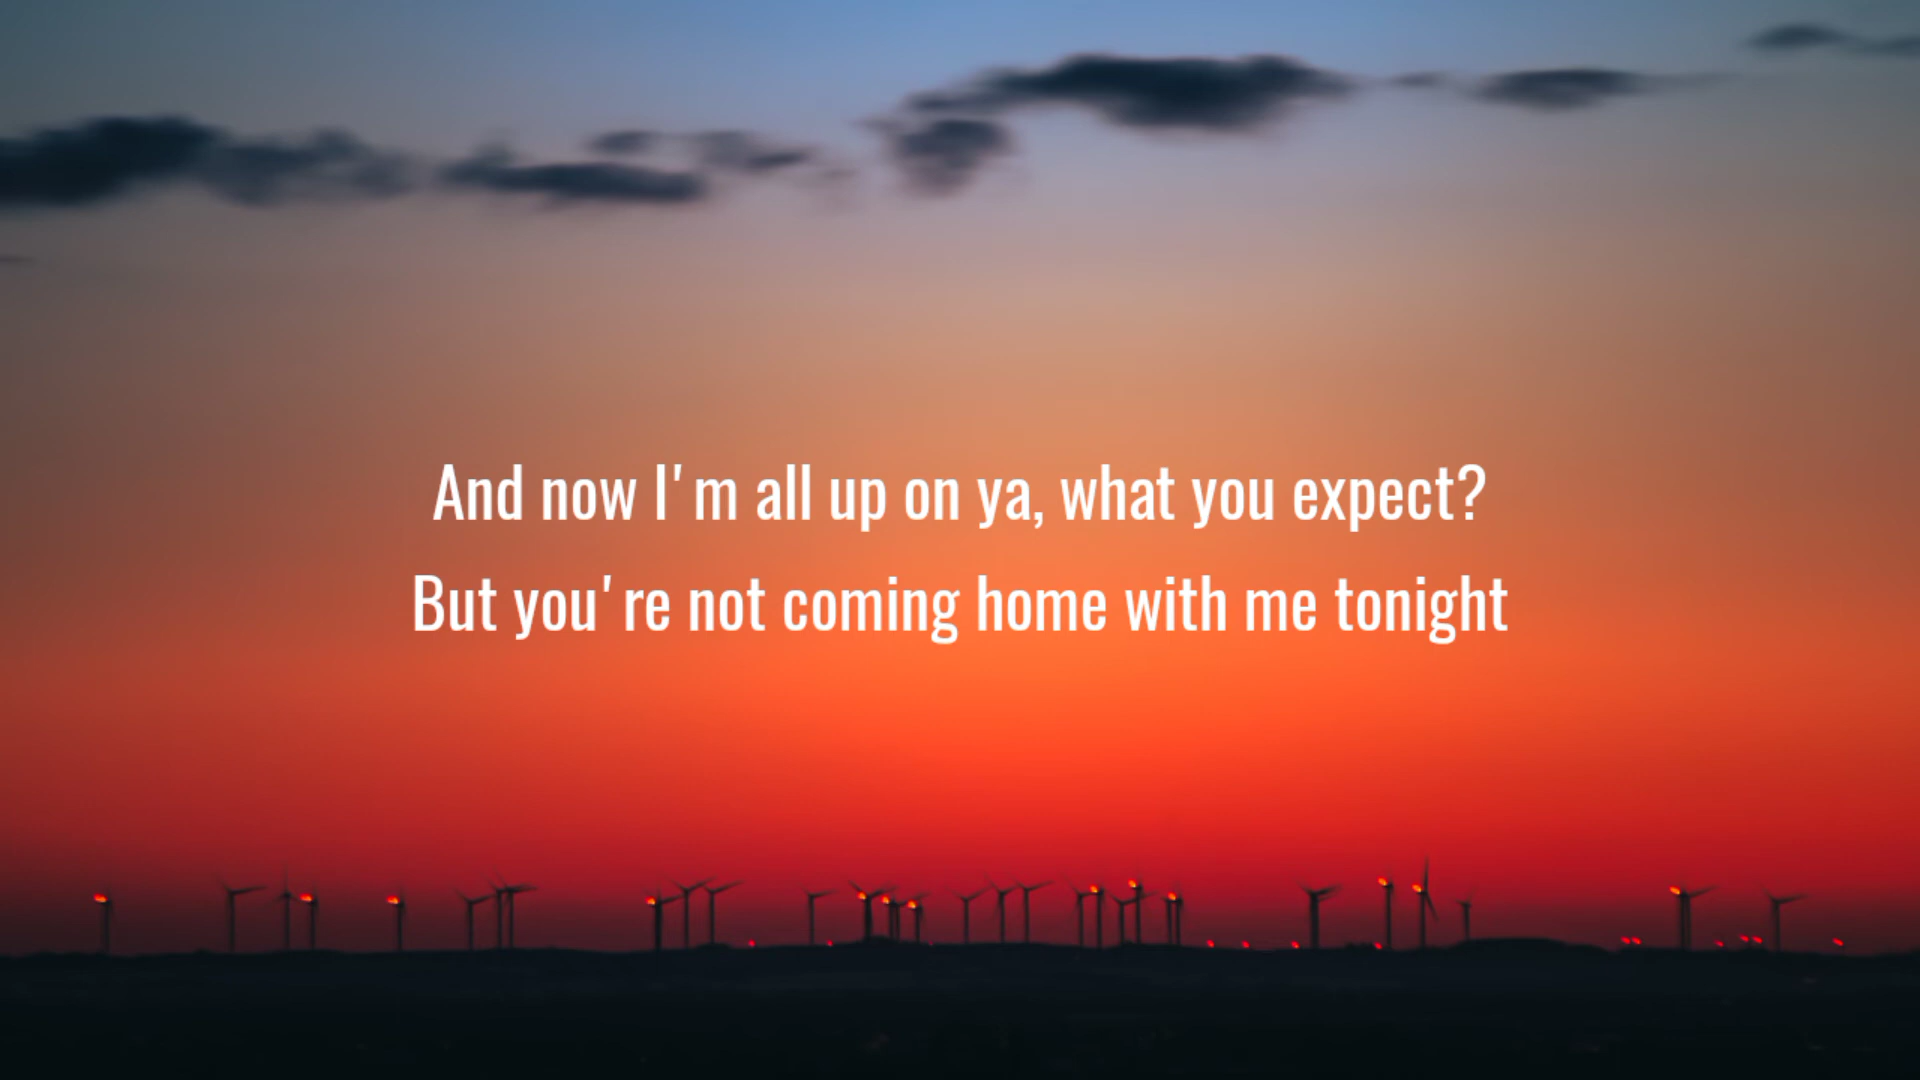 And now I'm all up on ya, what you expect?
But you're not coming home with me tonight